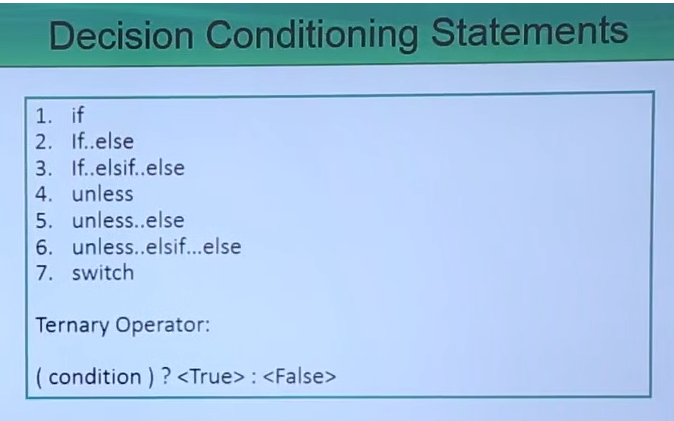 Decision Conditioning Statements
1. if
2. If..else
3. If..elsif..else
4. unless
5. unless..else
6. unless..elsif...else
7. switch
Ternary Operator:
( condition ) ? <True> : <False>